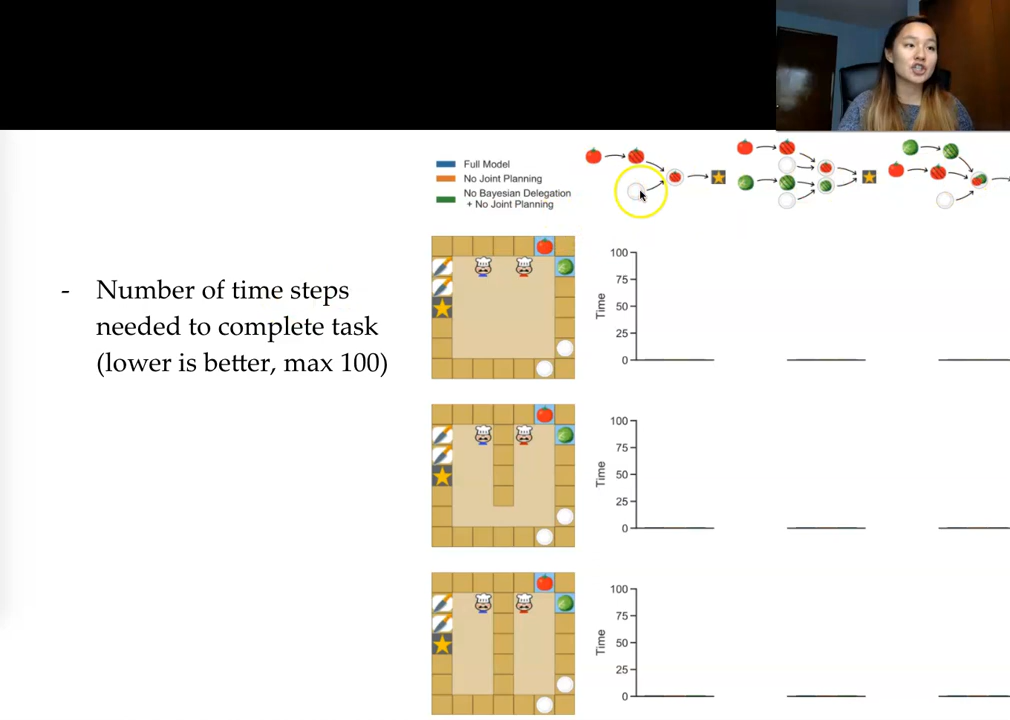 Full Model
No Joint Planning
No Bayesian Delegation
+ No Joint Planning
- Number of time steps
needed to complete task
(lower is better, max 100)
100
75
50
25
0
Time
100
75
50
25
0
Time
100
75
50
25
0
Time